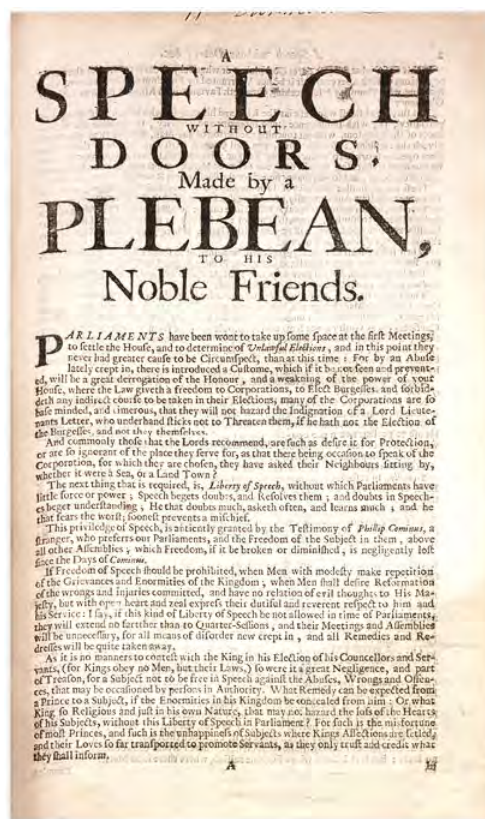 A
SPEECH
WITHOUT
DOORS,
Made by a
PLEBEAN,
TO HIS
Noble Friends.
PARLIAMENTS have been wont to take up some space at the first Meetings,
to settle the House, and to determine of Unlawful Elections, and in this point they
never had greater cause to be Circumspect, than at this time: For by an Abuse
lately crept in, there is introduced a Custome, which if it be not seen and prevent-
ed, will be a great derrogation of the Honour, and a weakning of the power of your
House, where the Law giveth a freedom to Corporations, to Elect Burgesses, and forbid-
deth any indirect course to be taken in their Elections, many of the Corporations are so
base minded, and timerous, that they will not hazard the Indignation of a Lord Lieute-
nants Letter, who underhand sticks not to Threaten them, if he hath not the Election of
the Burgesses, and not they themselves.
And commonly those that the Lords recommend, are such as desire it for Protection,
or are so ignorant of the place they serve for, as that there being occasion to speak of the
Corporation, for which they are chosen, they have asked their Neighbours sitting by,
whether it were a Sea, or a Land Town?
The next thing that is required, is, Liberty of Speech, without which Parliaments have
little force or power; Speech begets doubts, and Resolves them; and doubts in Speech-
es beget understanding; He that doubts much, asketh often, and learns much; and he
that fears the worst, soonest prevents a mischief.
This priviledge of Speech, is antiently granted by the Testimony of Philip Cominus, a
stranger, who preferrs our Parliaments, and the Freedom of the Subject in them, above
all other Assemblies; which Freedom, if it be broken or diminished, is negligently lost
since the Days of Cominus.
If Freedom of Speech should be prohibited, when Men with modesty make repetition
of the Grievances and Enormities of the Kingdom; when Men shall desire Reformation
of the wrongs and injuries committed, and have no relation of evil thoughts to His Ma-
jesty, but with open heart and zeal express their dutiful and reverent respect to him and
his Service: I say, if this kind of Liberty of Speech be not allowed in time of Parliaments,
they will extend no farther than to Quarter-Sessions, and their Meetings and Assemblies
will be unnecessary, for all means of disorder new crept in, and all Remedies and Re-
dresses will be quite taken away.
As it is no manners to contest with the King in his Election of his Councellors and Ser-
vants, (for Kings obey no Men, but their Laws,) so were it a great Negligence, and part
of Treason, for a Subject not to be free in Speech against the Abuses, Wrongs and Offen-
ces, that may be occasioned by persons in Authority. What Remedy can be expected from
a Prince to a Subject, if the Enormities in his Kingdom be concealed from him: Or what
King so Religious and just in his own Nature, that may not hazard the loss of the Hearts
of his Subjects, without this Liberty of Speech in Parliament? For such is the misfortune
of most Princes, and such is the unhappiness of Subjects where Kings Affections are setled,
and their Loves so far transported to promote Servants, as they only trust and credit what
they shall inform.
A